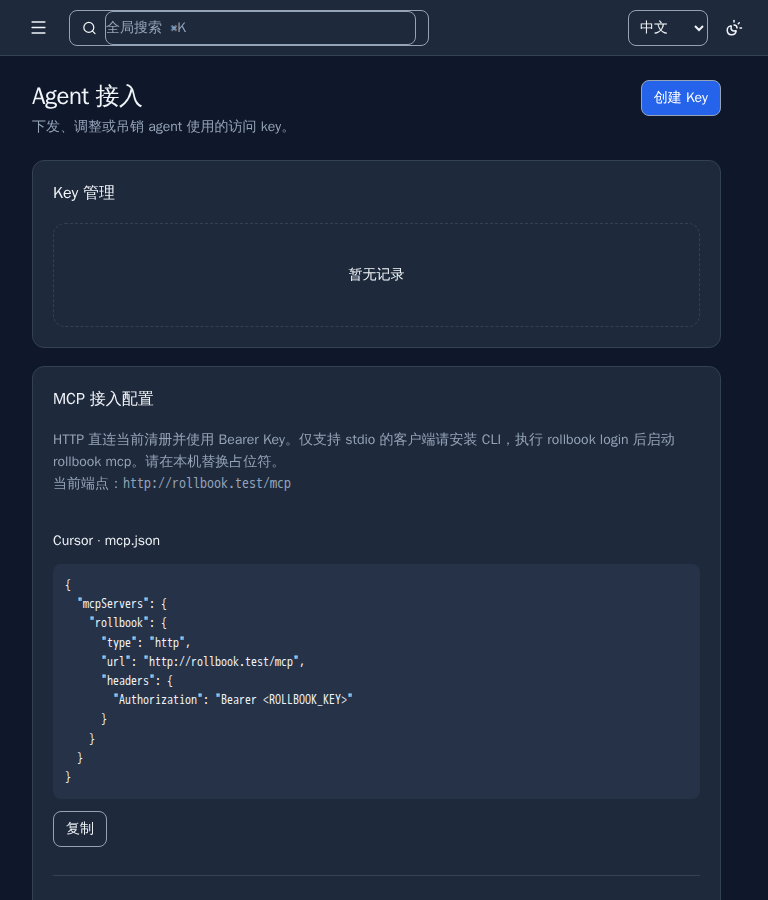 全局搜索 ⌘K
中文
Agent 接入
创建 Key
下发、调整或吊销 agent 使用的访问 key。
Key 管理
暂无记录
MCP 接入配置
HTTP 直连当前清册并使用 Bearer Key。仅支持 stdio 的客户端请安装 CLI，执行 rollbook login 后启动
rollbook mcp。请在本机替换占位符。
当前端点：http://rollbook.test/mcp
Cursor · mcp.json
{
  "mcpServers": {
    "rollbook": {
      "type": "http",
      "url": "http://rollbook.test/mcp",
      "headers": {
        "Authorization": "Bearer <ROLLBOOK_KEY>"
      }
    }
  }
}
复制